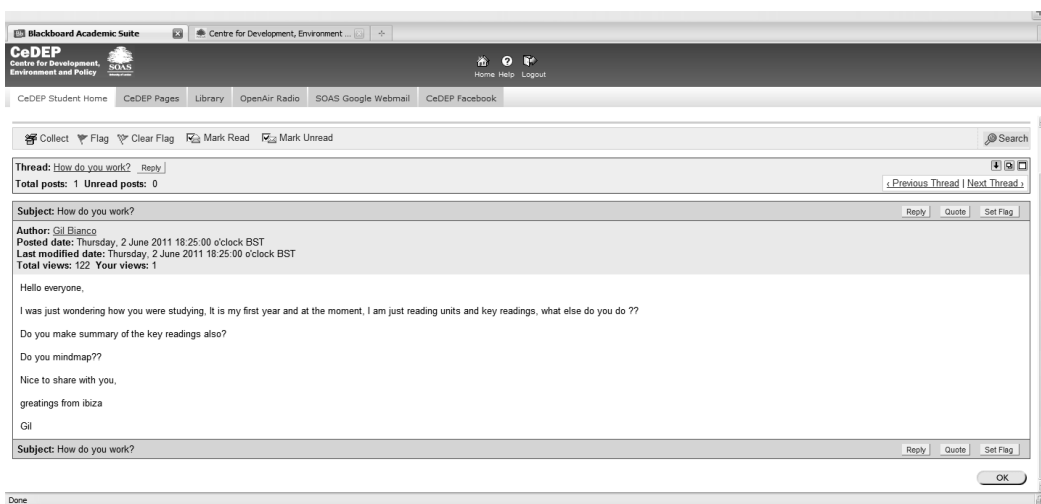 Blackboard Academic Suite Centre for Development, Environment ...
CeDEP
Centre for Development,
Environment and Policy
SOAS
Home Help Logout
CeDEP Student Home CeDEP Pages Library OpenAir Radio SOAS Google Webmail CeDEP Facebook
Collect Flag Clear Flag Mark Read Mark Unread Search
Thread: How do you work? Reply
Total posts: 1 Unread posts: 0 ‹ Previous Thread | Next Thread ›
Subject: How do you work? Reply Quote Set Flag
Author: Gil Bianco
Posted date: Thursday, 2 June 2011 18:25:00 o'clock BST
Last modified date: Thursday, 2 June 2011 18:25:00 o'clock BST
Total views: 122 Your views: 1
Hello everyone,
I was just wondering how you were studying, It is my first year and at the moment, I am just reading units and key readings, what else do you do ??
Do you make summary of the key readings also?
Do you mindmap??
Nice to share with you,
greatings from ibiza
Gil
Subject: How do you work? Reply Quote Set Flag
OK
Done